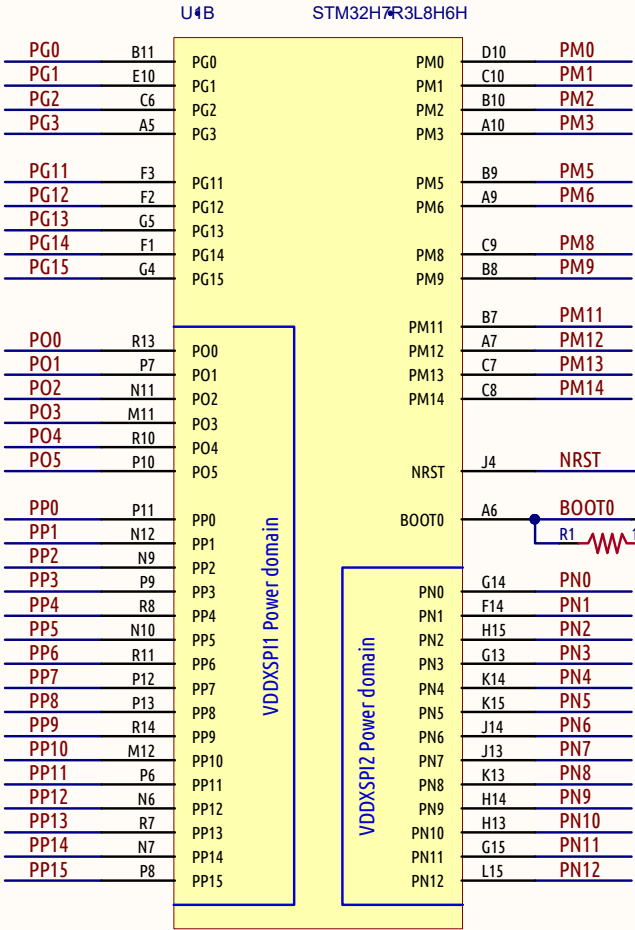 U4B STM32H7R3L8H6H
PG0 B11 PG0 PM0 D10 PM0
PG1 E10 PG1 PM1 C10 PM1
PG2 C6 PG2 PM2 B10 PM2
PG3 A5 PG3 PM3 A10 PM3
PG11 F3 PG11 PM5 B9 PM5
PG12 F2 PG12 PM6 A9 PM6
PG13 G5 PG13
PG14 F1 PG14 PM8 C9 PM8
PG15 G4 PG15 PM9 B8 PM9
PM11 B7 PM11
PO0 R13 PO0 PM12 A7 PM12
PO1 P7 PO1 PM13 C7 PM13
PO2 N11 PO2 PM14 C8 PM14
PO3 M11 PO3
PO4 R10 PO4
PO5 P10 PO5 NRST J4 NRST
PP0 P11 PP0 BOOT0 A6 BOOT0
PP1 N12 PP1 R1 1
PP2 N9 PP2
PP3 P9 PP3 PN0 G14 PN0
PP4 R8 PP4 PN1 F14 PN1
PP5 N10 PP5 PN2 H15 PN2
PP6 R11 PP6 PN3 G13 PN3
PP7 P12 PP7 PN4 K14 PN4
PP8 P13 PP8 PN5 K15 PN5
PP9 R14 PP9 PN6 J14 PN6
PP10 M12 PP10 PN7 J13 PN7
PP11 P6 PP11 PN8 K13 PN8
PP12 N6 PP12 PN9 H14 PN9
PP13 R7 PP13 PN10 H13 PN10
PP14 N7 PP14 PN11 G15 PN11
PP15 P8 PP15 PN12 L15 PN12
VDDXSPI1 Power domain
VDDXSPI2 Power domain